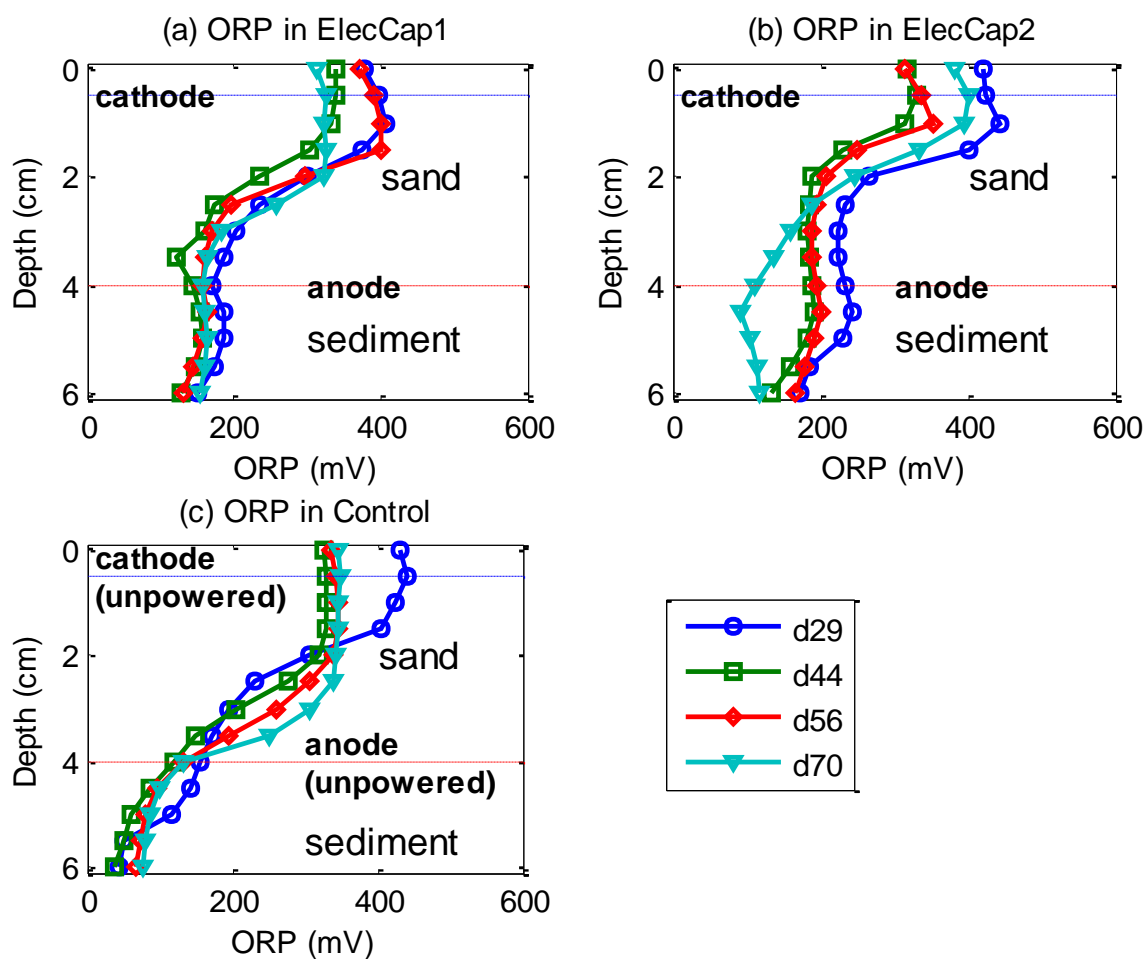 (a) ORP in ElecCap1
0
2
4
6
Depth (cm)
cathode
sand
anode
sediment
0 200 400 600
ORP (mV)
(b) ORP in ElecCap2
0
2
4
6
Depth (cm)
cathode
sand
anode
sediment
0 200 400 600
ORP (mV)
(c) ORP in Control
0
2
4
6
Depth (cm)
cathode
(unpowered)
sand
anode
(unpowered)
sediment
0 200 400 600
ORP (mV)
d29
d44
d56
d70